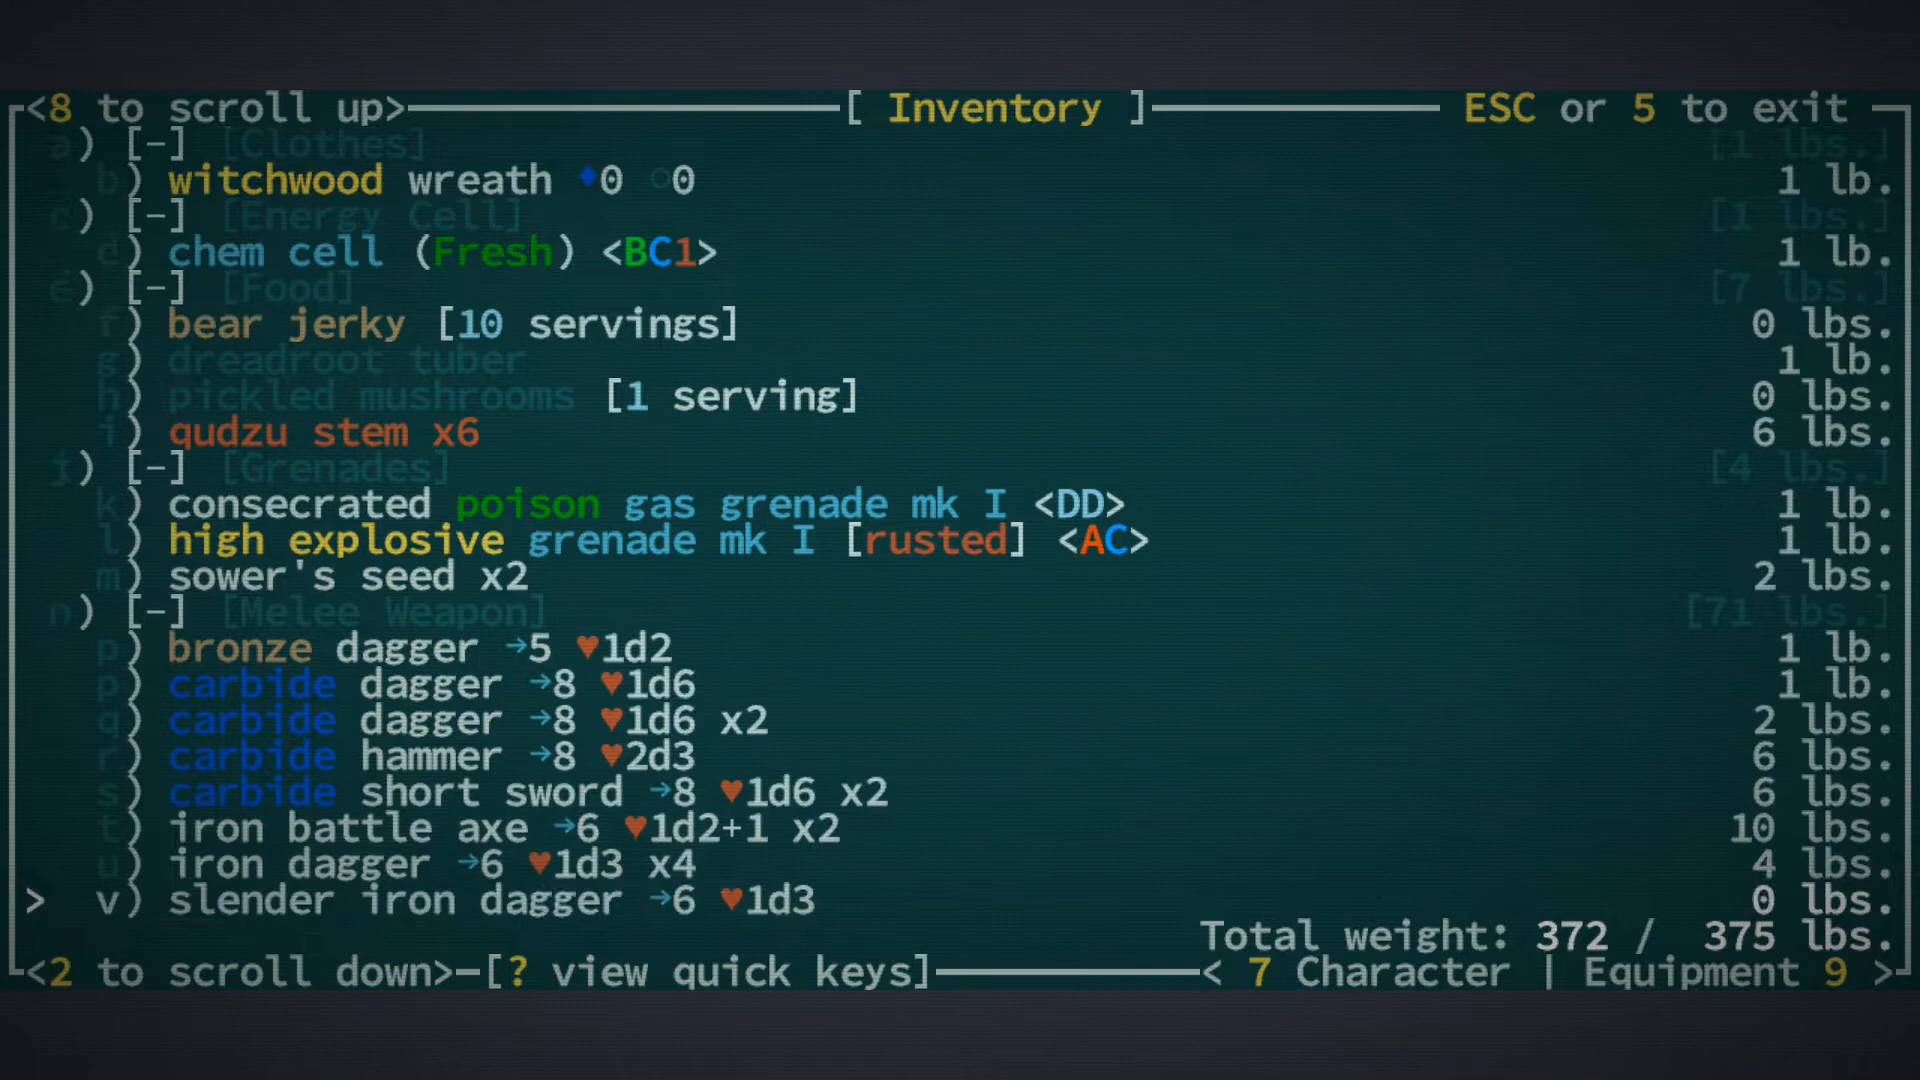 <8 to scroll up> [ Inventory ] ESC or 5 to exit
a) [-] [Clothes] [1 lbs.]
b) witchwood wreath ♦0 ○0 1 lb.
c) [-] [Energy Cell] [1 lbs.]
d) chem cell (Fresh) <BC1> 1 lb.
e) [-] [Food] [7 lbs.]
f) bear jerky [10 servings] 0 lbs.
g) dreadroot tuber 1 lb.
h) pickled mushrooms [1 serving] 0 lbs.
i) qudzu stem x6 6 lbs.
j) [-] [Grenades] [4 lbs.]
k) consecrated poison gas grenade mk I <DD> 1 lb.
l) high explosive grenade mk I [rusted] <AC> 1 lb.
m) sower's seed x2 2 lbs.
n) [-] [Melee Weapon] [71 lbs.]
p) bronze dagger →5 ♥1d2 1 lb.
p) carbide dagger →8 ♥1d6 1 lb.
q) carbide dagger →8 ♥1d6 x2 2 lbs.
r) carbide hammer →8 ♥2d3 6 lbs.
s) carbide short sword →8 ♥1d6 x2 6 lbs.
t) iron battle axe →6 ♥1d2+1 x2 10 lbs.
u) iron dagger →6 ♥1d3 x4 4 lbs.
> v) slender iron dagger →6 ♥1d3 0 lbs.
Total weight: 372 / 375 lbs.
<2 to scroll down> [? view quick keys] < 7 Character | Equipment 9 >